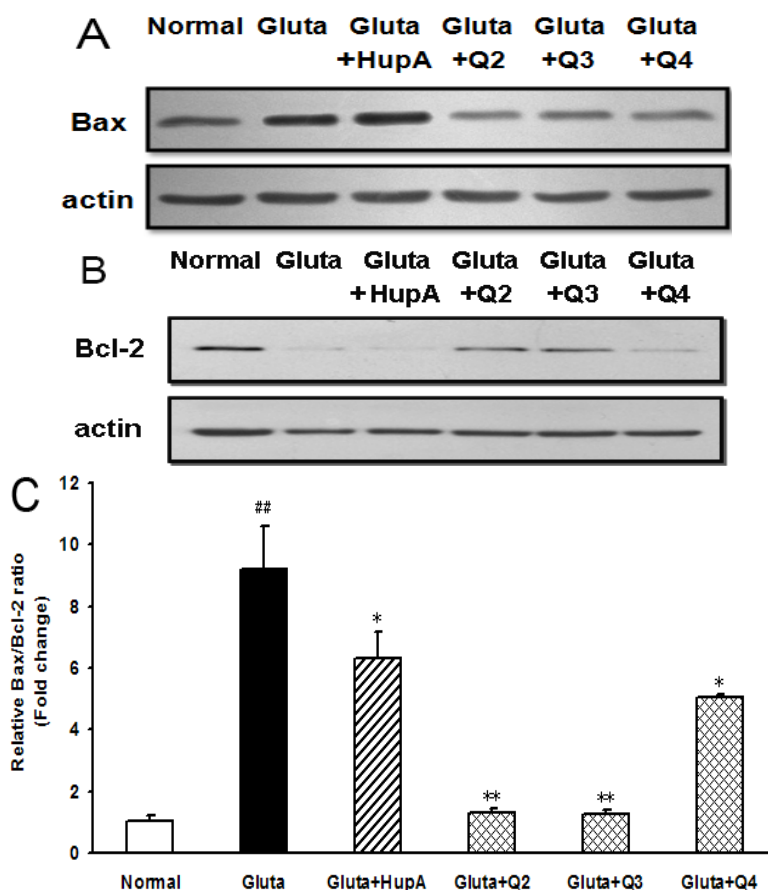 A
Normal Gluta Gluta Gluta Gluta Gluta
+HupA +Q2 +Q3 +Q4
Bax
actin
B
Normal Gluta Gluta Gluta Gluta Gluta
+HupA +Q2 +Q3 +Q4
Bcl-2
actin
C
Relative Bax/Bcl-2 ratio
(Fold change)
12
10
8
6
4
2
0
##
*
**
**
*
Normal Gluta Gluta+HupA Gluta+Q2 Gluta+Q3 Gluta+Q4